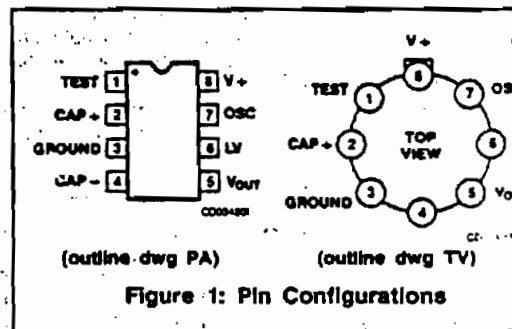 TEST 1 8 V+
CAP+ 2 7 OSC
GROUND 3 6 LV
CAP− 4 5 VOUT
(outline dwg PA)
V+
8
TEST 1 7
CAP+ 2 TOP VIEW 6
GROUND 3 5
4
(outline dwg TV)
Figure 1: Pin Configurations